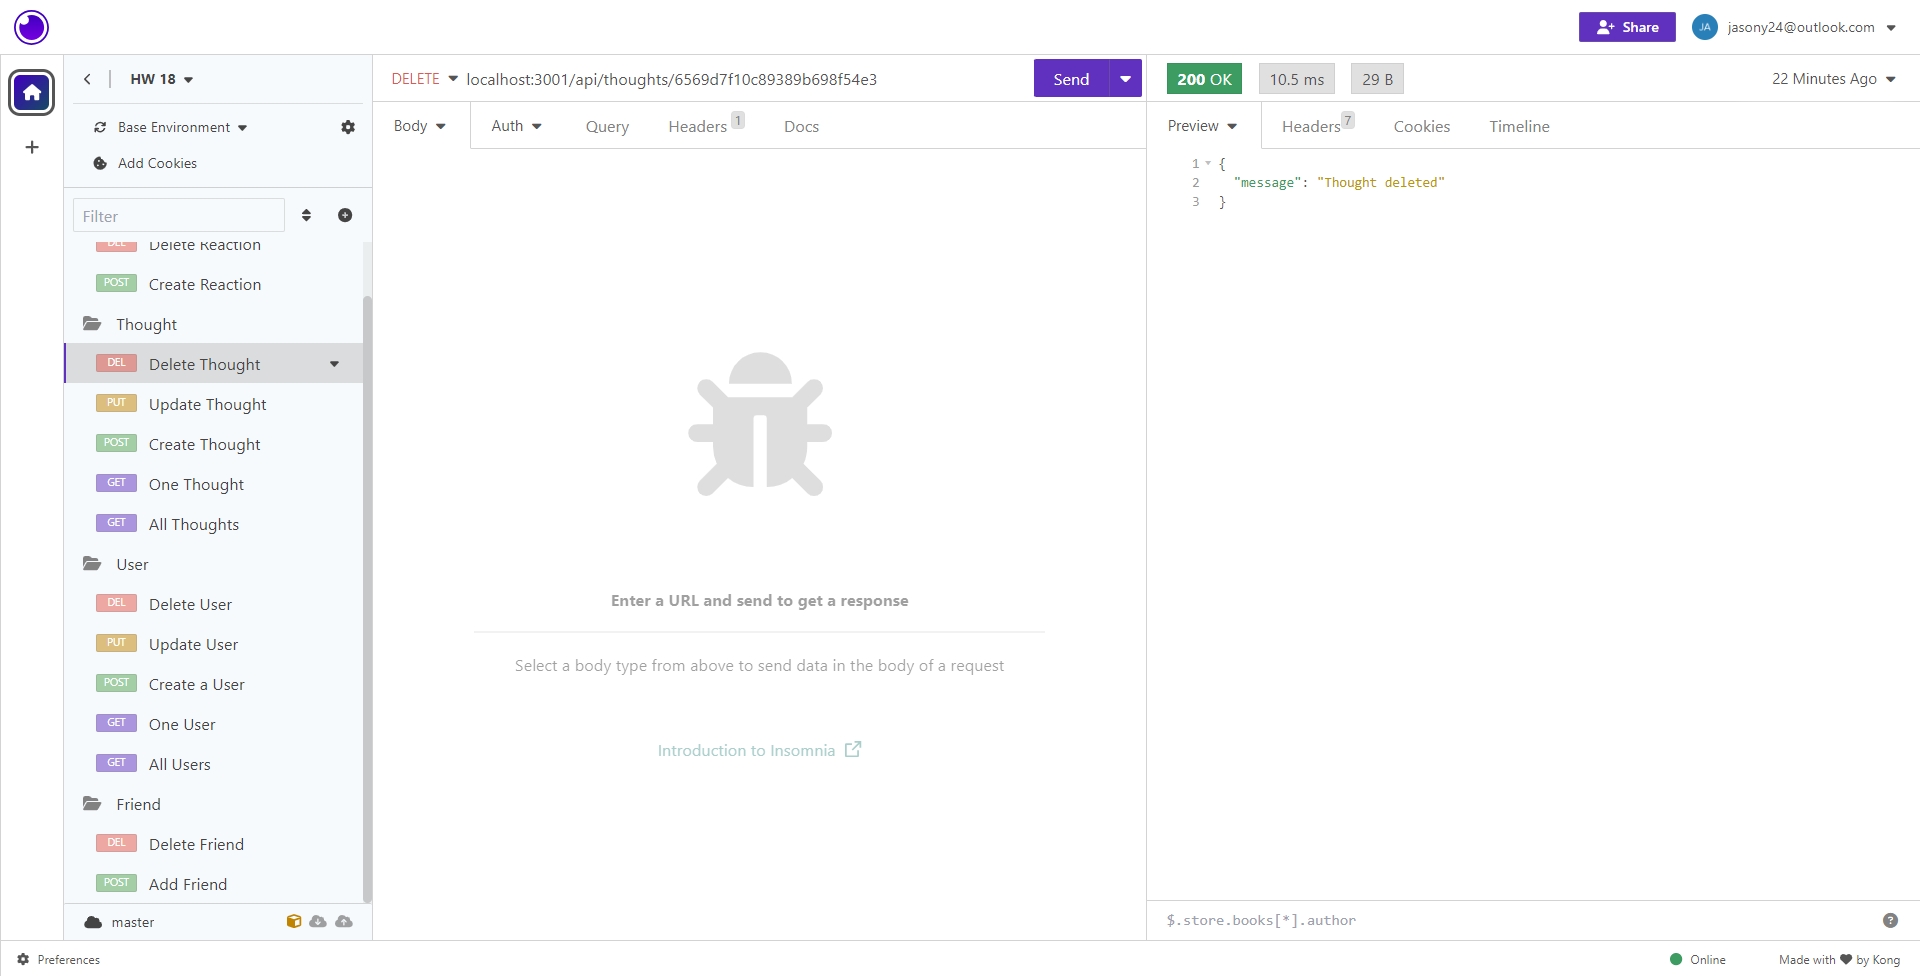 Share
JA
jasony24@outlook.com
HW 18
DELETE
localhost:3001/api/thoughts/6569d7f10c89389b698f54e3
Send
200 OK
10.5 ms
29 B
22 Minutes Ago
Base Environment
Add Cookies
Body
Auth
Query
Headers 1
Docs
Preview
Headers 7
Cookies
Timeline
Filter
DEL Delete Reaction
POST Create Reaction
Thought
DEL Delete Thought
PUT Update Thought
POST Create Thought
GET One Thought
GET All Thoughts
User
DEL Delete User
PUT Update User
POST Create a User
GET One User
GET All Users
Friend
DEL Delete Friend
POST Add Friend
master
Enter a URL and send to get a response
Select a body type from above to send data in the body of a request
Introduction to Insomnia
1 {
2 "message": "Thought deleted"
3 }
$.store.books[*].author
?
Preferences
Online
Made with ♥ by Kong